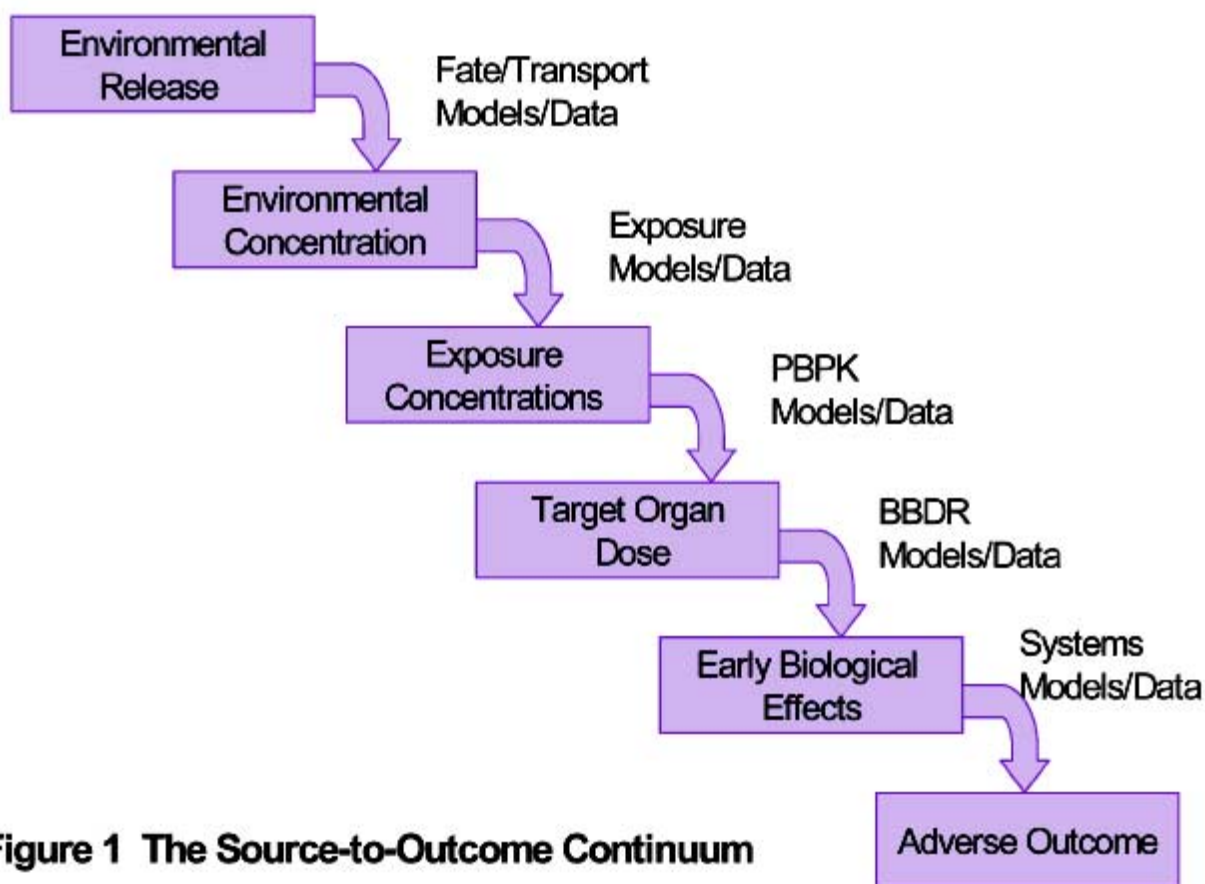 Environmental
Release
Fate/Transport
Models/Data
Environmental
Concentration
Exposure
Models/Data
Exposure
Concentrations
PBPK
Models/Data
Target Organ
Dose
BBDR
Models/Data
Early Biological
Effects
Systems
Models/Data
Adverse Outcome
Figure 1 The Source-to-Outcome Continuum